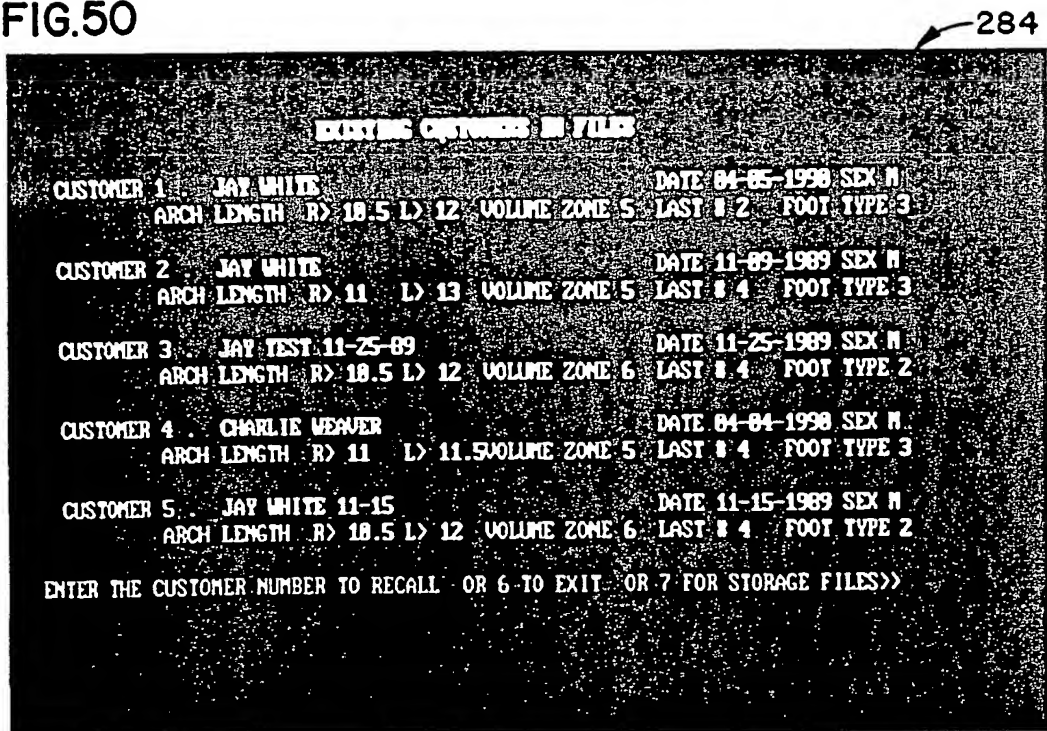 FIG.50
284
EXISTING CUSTOMERS IN FILES
CUSTOMER 1 . JAY WHITE DATE 04-05-1990 SEX M
ARCH LENGTH R> 10.5 L> 12 VOLUME ZONE 5 LAST # 2 FOOT TYPE 3
CUSTOMER 2 . JAY WHITE DATE 11-09-1989 SEX M
ARCH LENGTH R> 11 L> 13 VOLUME ZONE 5 LAST # 4 FOOT TYPE 3
CUSTOMER 3 . JAY TEST 11-25-89 DATE 11-25-1989 SEX M
ARCH LENGTH R> 10.5 L> 12 VOLUME ZONE 6 LAST # 4 FOOT TYPE 2
CUSTOMER 4 . CHARLIE WEAVER DATE 04-04-1990 SEX M
ARCH LENGTH R> 11 L> 11.5VOLUME ZONE 5 LAST # 4 FOOT TYPE 3
CUSTOMER 5 . JAY WHITE 11-15 DATE 11-15-1989 SEX M
ARCH LENGTH R> 10.5 L> 12 VOLUME ZONE 6 LAST # 4 FOOT TYPE 2
ENTER THE CUSTOMER NUMBER TO RECALL OR 6 TO EXIT OR 7 FOR STORAGE FILES>>